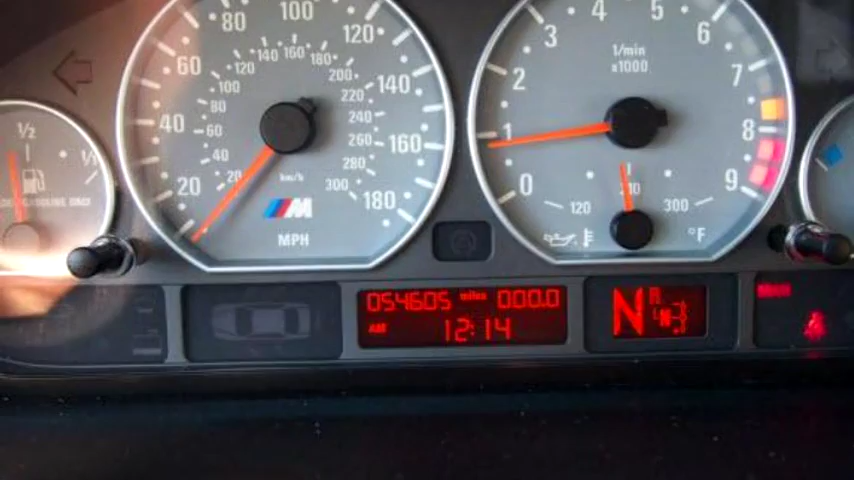 80 100 120
60 140
40 160
20 180
20 40 60 80 100 120 140 160 180 200 220 240 260 280 300
km/h
M
MPH
0 1 2 3 4 5 6 7 8 9
1/min
x1000
120 210 300
°F
1/2
UNLEADED GASOLINE ONLY
054605 miles 000.0
AM 12:14
N